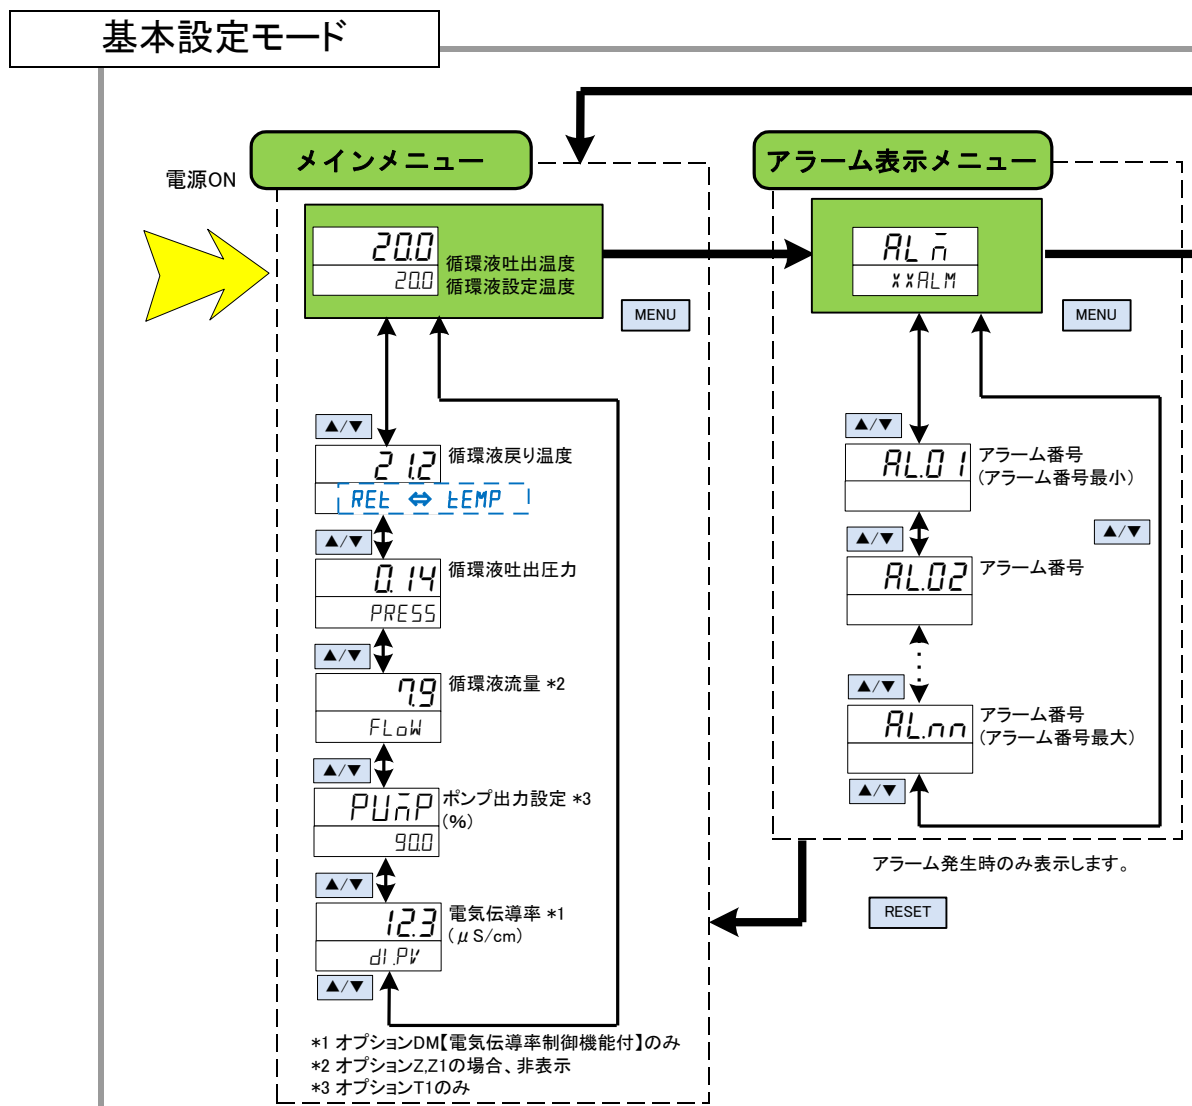 基本設定モード
電源ON
メインメニュー
20.0
20.0
循環液吐出温度
循環液設定温度
MENU
▲/▼
21.2
循環液戻り温度
REt ⇔ tEMP
▲/▼
0.14
循環液吐出圧力
PRESS
▲/▼
7.9
循環液流量 *2
FLoW
▲/▼
PUM̄P
ポンプ出力設定 *3
(%)
90.0
▲/▼
12.3
電気伝導率 *1
(μS/cm)
dI.PV
▲/▼
*1 オプションDM【電気伝導率制御機能付】のみ
*2 オプションZ,Z1の場合、非表示
*3 オプションT1のみ
アラーム表示メニュー
AL n̄
XXALM
MENU
▲/▼
AL.01
アラーム番号
(アラーム番号最小)
▲/▼
▲/▼
AL.02
アラーム番号
▲/▼
AL.nn
アラーム番号
(アラーム番号最大)
▲/▼
アラーム発生時のみ表示します。
RESET